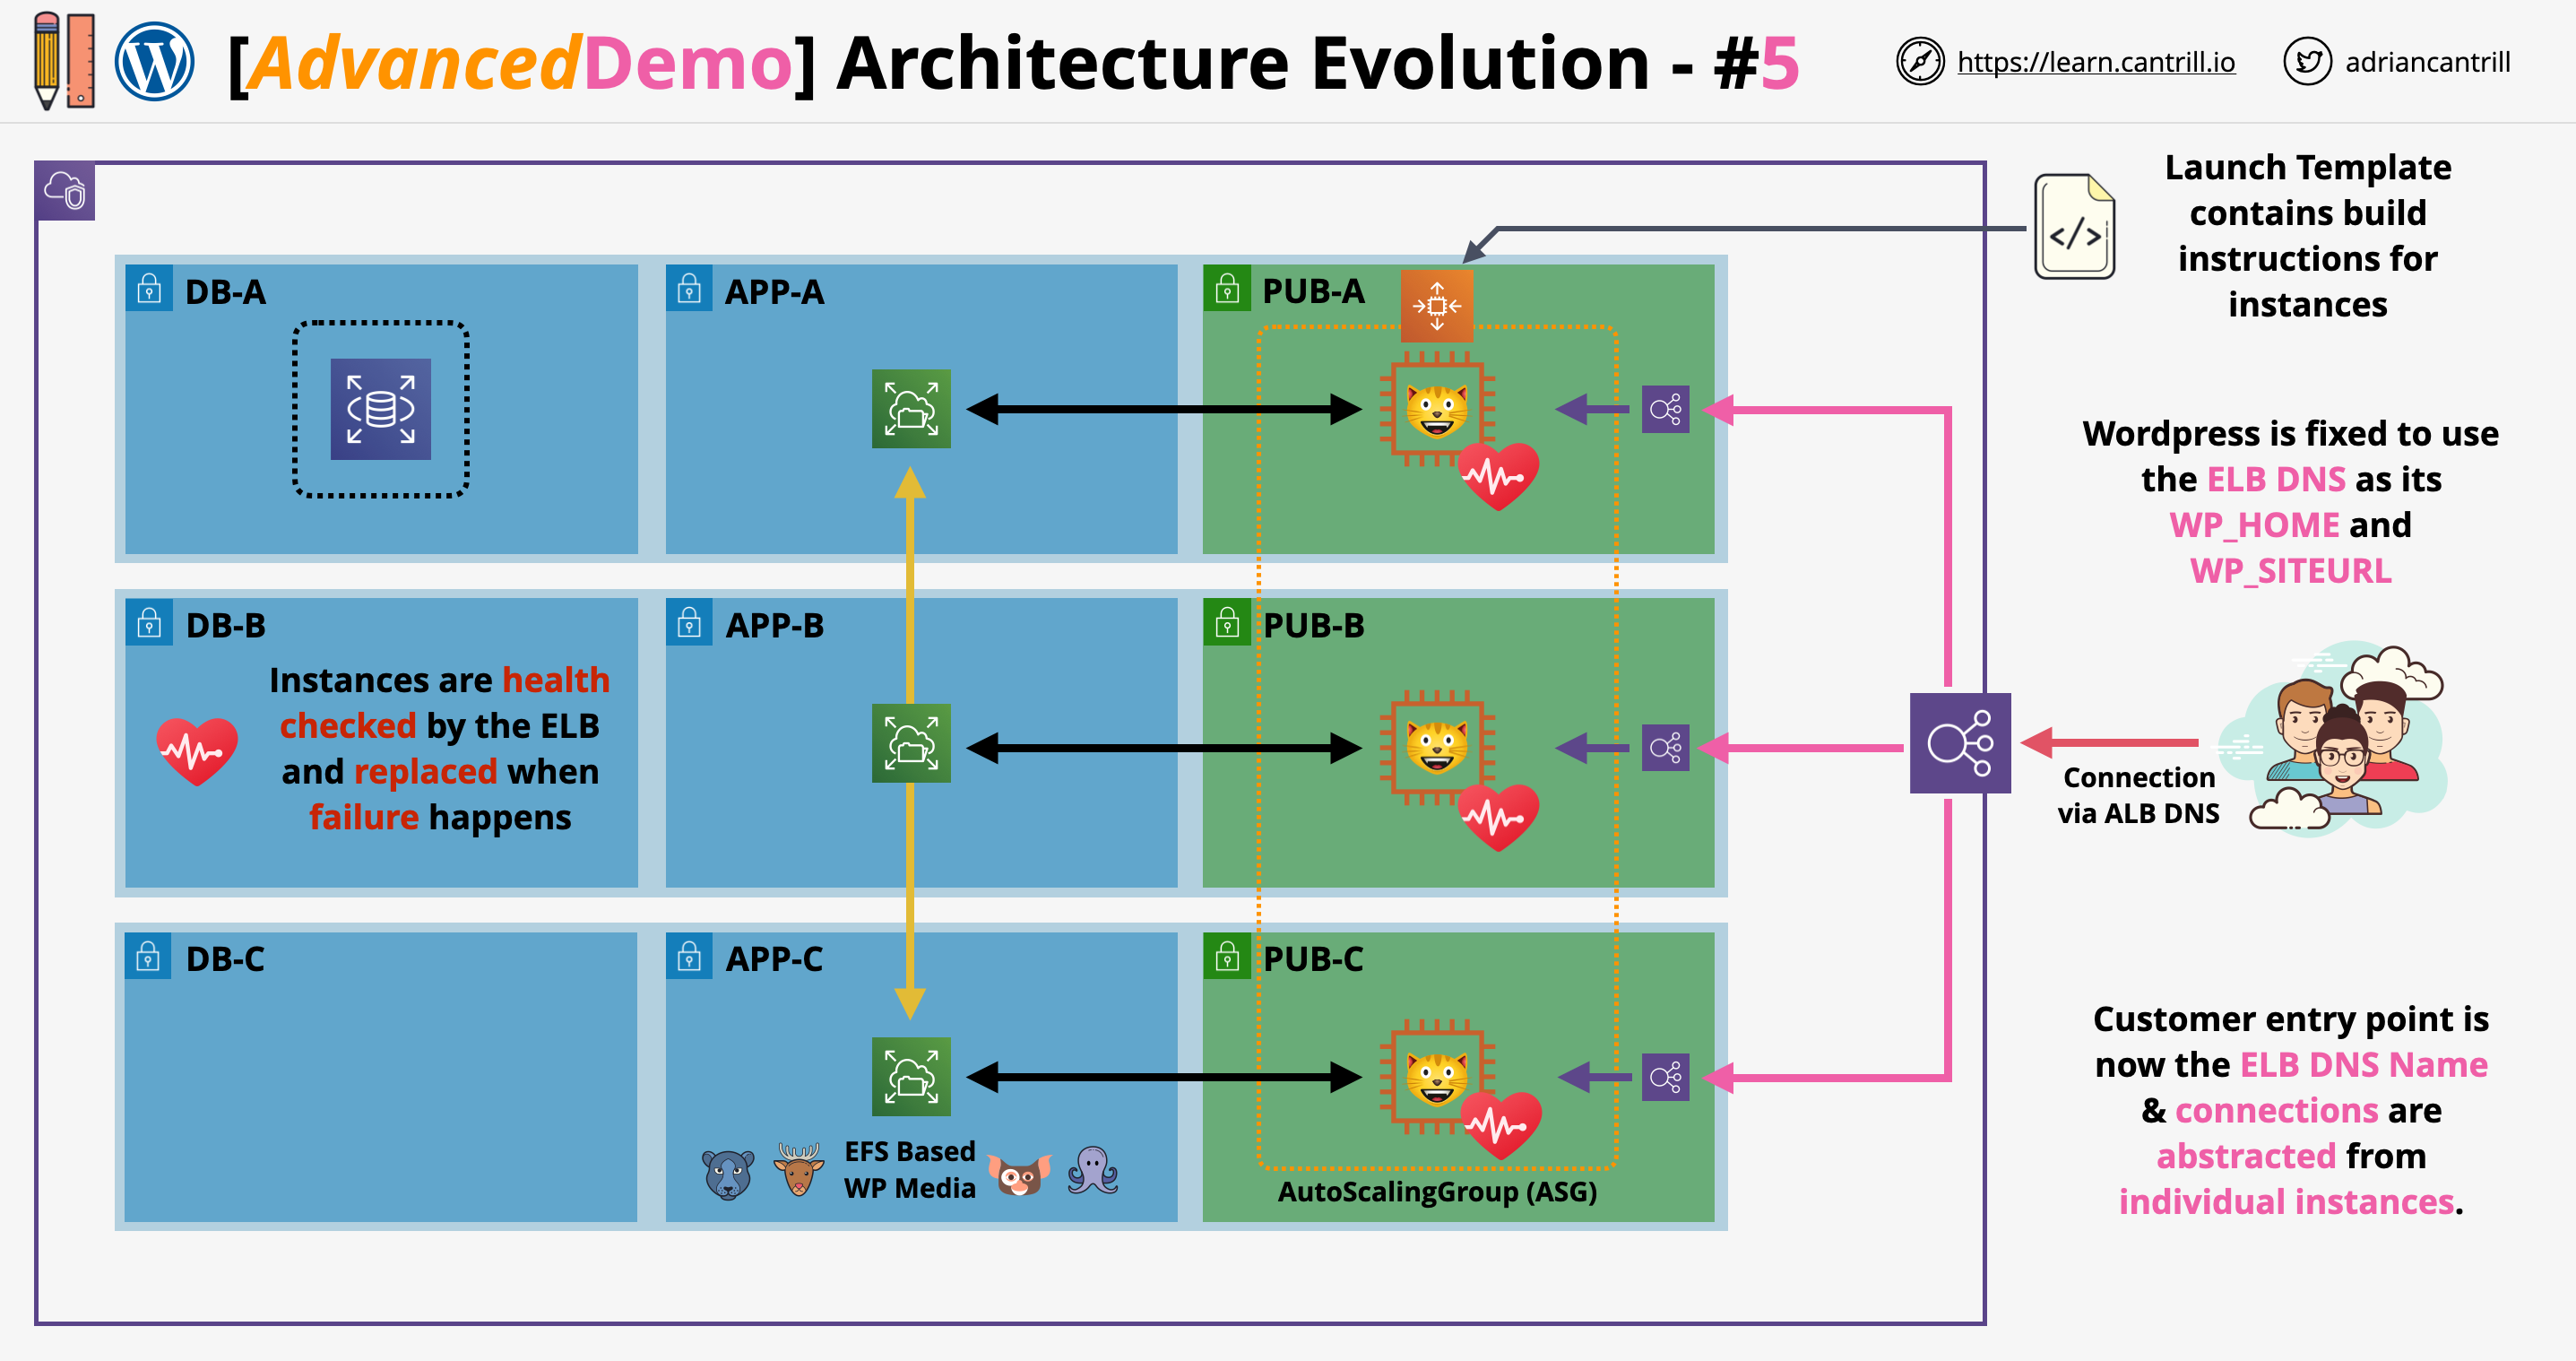 [AdvancedDemo] Architecture Evolution - #5
https://learn.cantrill.io
adriancantrill
Launch Template
contains build
instructions for
instances
DB-A
APP-A
PUB-A
Wordpress is fixed to use
the ELB DNS as its
WP_HOME and
WP_SITEURL
DB-B
APP-B
PUB-B
Instances are health
checked by the ELB
and replaced when
failure happens
Connection
via ALB DNS
DB-C
APP-C
PUB-C
EFS Based
WP Media
AutoScalingGroup (ASG)
Customer entry point is
now the ELB DNS Name
& connections are
abstracted from
individual instances.